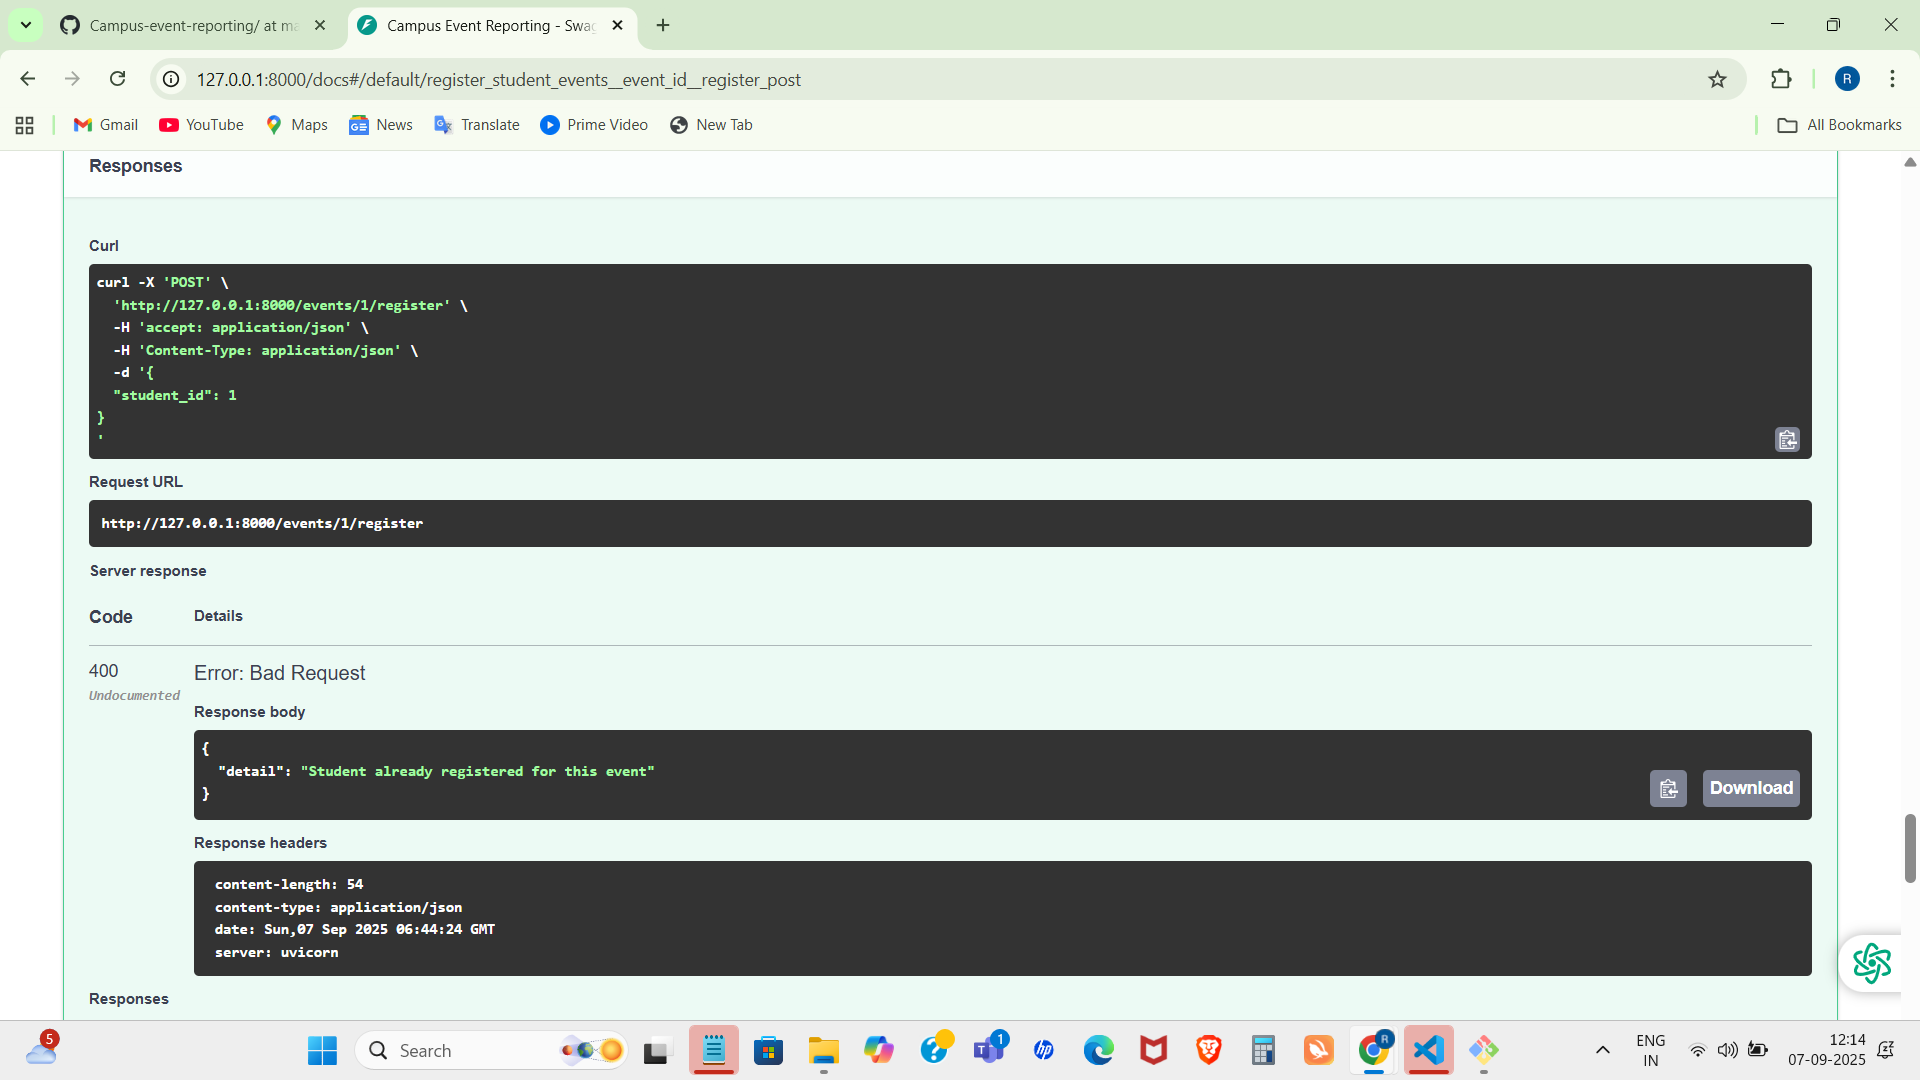 Campus-event-reporting/ at ma
Campus Event Reporting - Swag
127.0.0.1:8000/docs#/default/register_student_events__event_id__register_post
R
Gmail
YouTube
Maps
News
Translate
Prime Video
New Tab
All Bookmarks
Responses
Curl
curl -X 'POST' \
'http://127.0.0.1:8000/events/1/register' \
-H 'accept: application/json' \
-H 'Content-Type: application/json' \
-d '{
"student_id": 1
}
'
Request URL
http://127.0.0.1:8000/events/1/register
Server response
Code Details
400 Error: Bad Request
Undocumented
Response body
{
"detail": "Student already registered for this event"
}
Download
Response headers
content-length: 54
content-type: application/json
date: Sun,07 Sep 2025 06:44:24 GMT
server: uvicorn
Responses
5
Search
1
hp
R
ENG
IN
12:14
07-09-2025